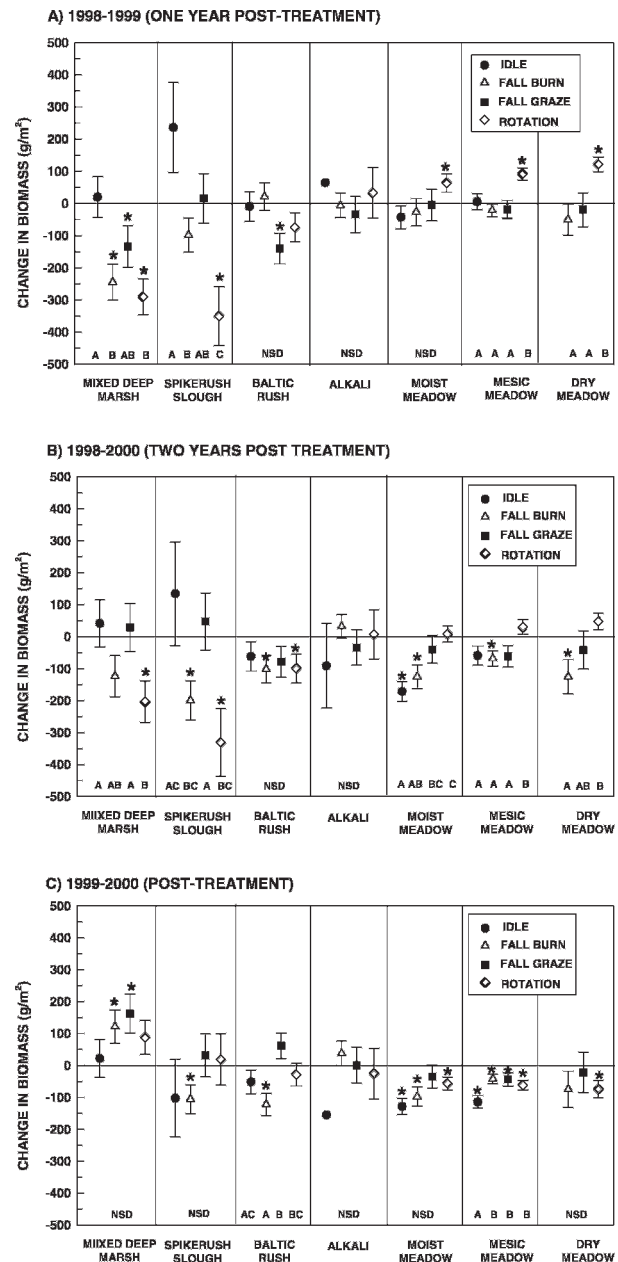 A) 1998-1999 (ONE YEAR POST-TREATMENT)
500
400
300
200
100
0
-100
-200
-300
-400
-500
CHANGE IN BIOMASS (g/m²)
IDLE
FALL BURN
FALL GRAZE
ROTATION
* * * * * * * *
A B AB B A B AB C NSD NSD NSD A A A B A A B
MIXED DEEP MARSH
SPIKERUSH SLOUGH
BALTIC RUSH
ALKALI
MOIST MEADOW
MESIC MEADOW
DRY MEADOW
B) 1998-2000 (TWO YEARS POST TREATMENT)
500
400
300
200
100
0
-100
-200
-300
-400
-500
CHANGE IN BIOMASS (g/m²)
IDLE
FALL BURN
FALL GRAZE
ROTATION
* * * * * * * * *
A AB A B AC BC A BC NSD NSD A AB BC C A A A B A AB B
MIIXED DEEP MARSH
SPIKERUSH SLOUGH
BALTIC RUSH
ALKALI
MOIST MEADOW
MESIC MEADOW
DRY MEADOW
C) 1999-2000 (POST-TREATMENT)
500
400
300
200
100
0
-100
-200
-300
-400
-500
CHANGE IN BIOMASS (g/m²)
IDLE
FALL BURN
FALL GRAZE
ROTATION
* * * * * * * * * * * *
NSD NSD AC A B BC NSD NSD A B B B NSD
MIIXED DEEP MARSH
SPIKERUSH SLOUGH
BALTIC RUSH
ALKALI
MOIST MEADOW
MESIC MEADOW
DRY MEADOW